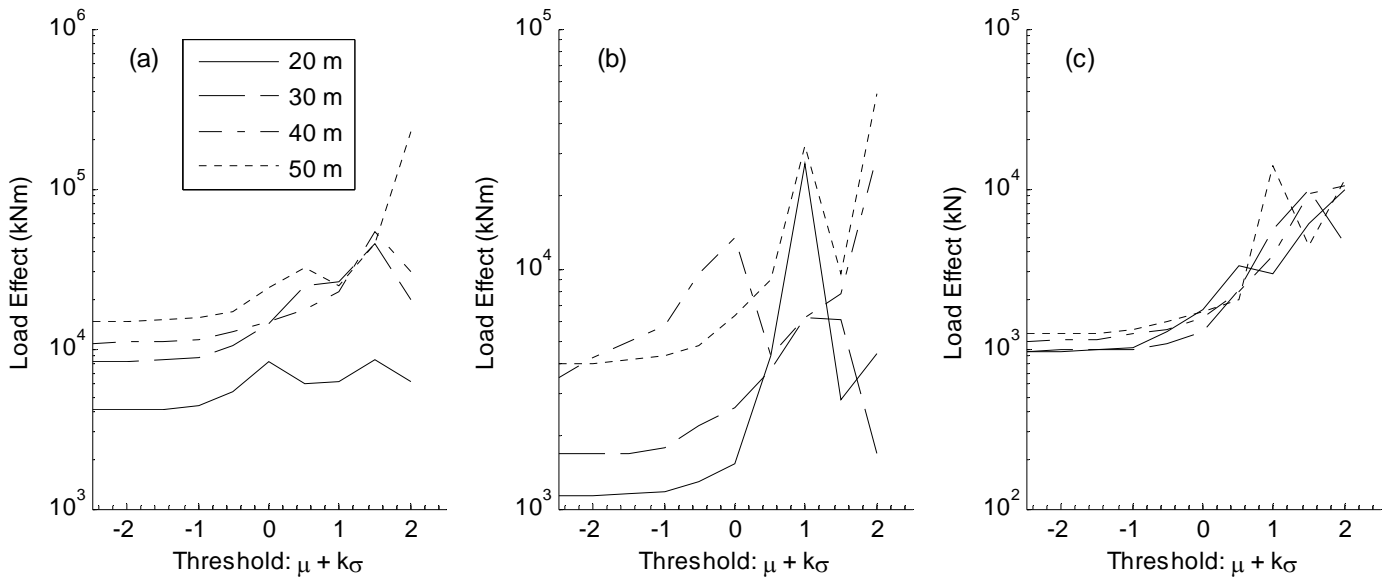 (a)
20 m
30 m
40 m
50 m
10^6
10^5
10^4
10^3
Load Effect (kNm)
-2 -1 0 1 2
Threshold: μ + kσ
(b)
10^5
10^4
10^3
Load Effect (kNm)
-2 -1 0 1 2
Threshold: μ + kσ
(c)
10^5
10^4
10^3
10^2
Load Effect (kN)
-2 -1 0 1 2
Threshold: μ + kσ